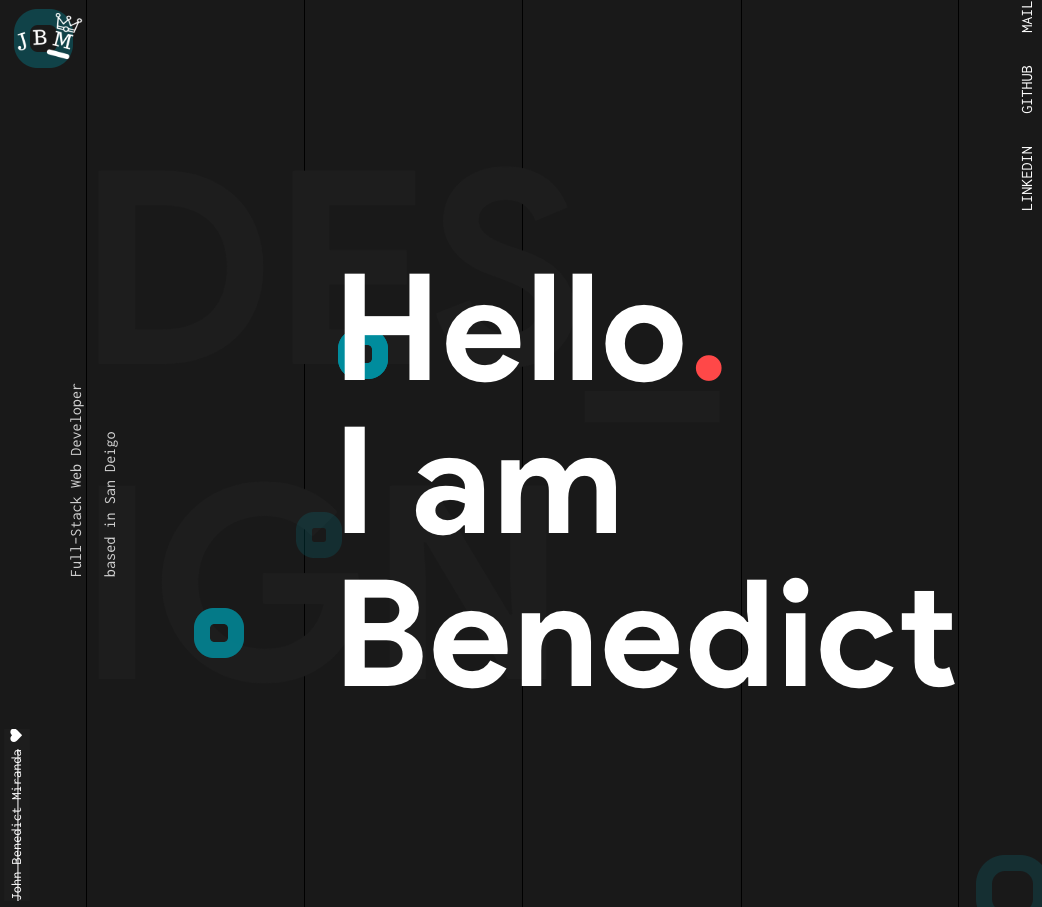 JBM
MAIL
GITHUB
LINKEDIN
DES
IGN_
Hello.
I am
Benedict
Full-Stack Web Developer
based in San Deigo
John Benedict Miranda